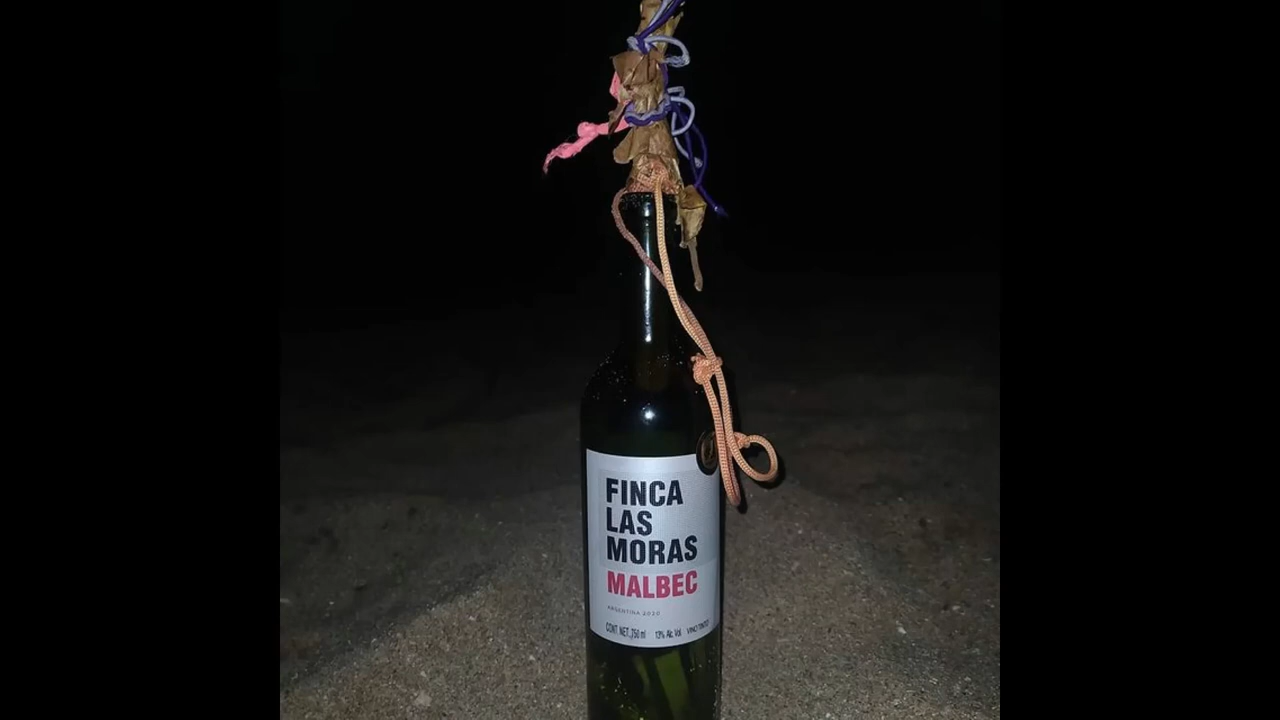 FINCA
LAS
MORAS
MALBEC
ARGENTINA 2020
CONT. NET. 750 ml 13% Alc. Vol. VINO TINTO